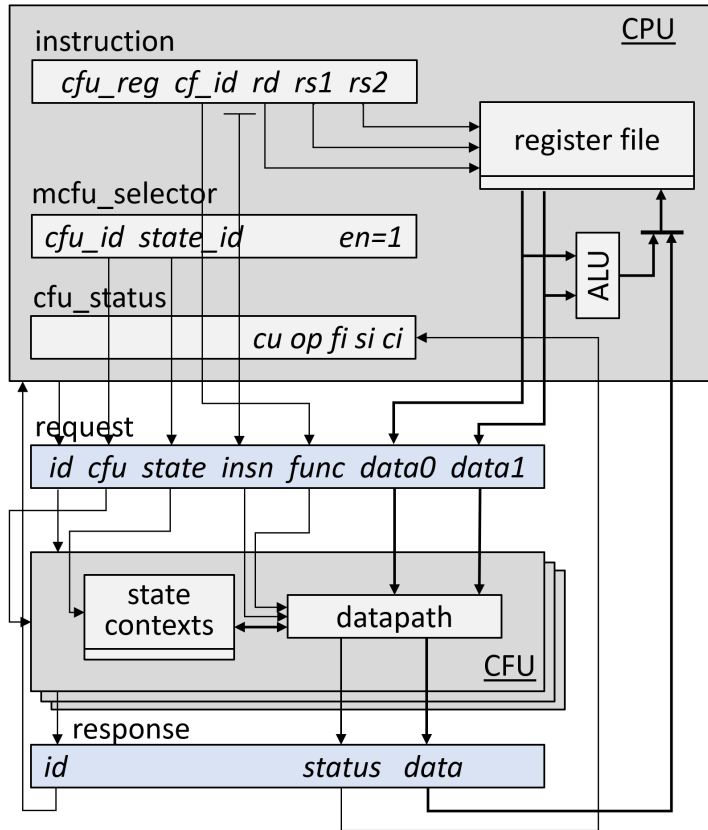 CPU
instruction
cfu_reg cf_id rd rs1 rs2
register file
mcfu_selector
cfu_id state_id en=1
ALU
cfu_status
cu op fi si ci
request
id cfu state insn func data0 data1
state
contexts
datapath
CFU
response
id status data